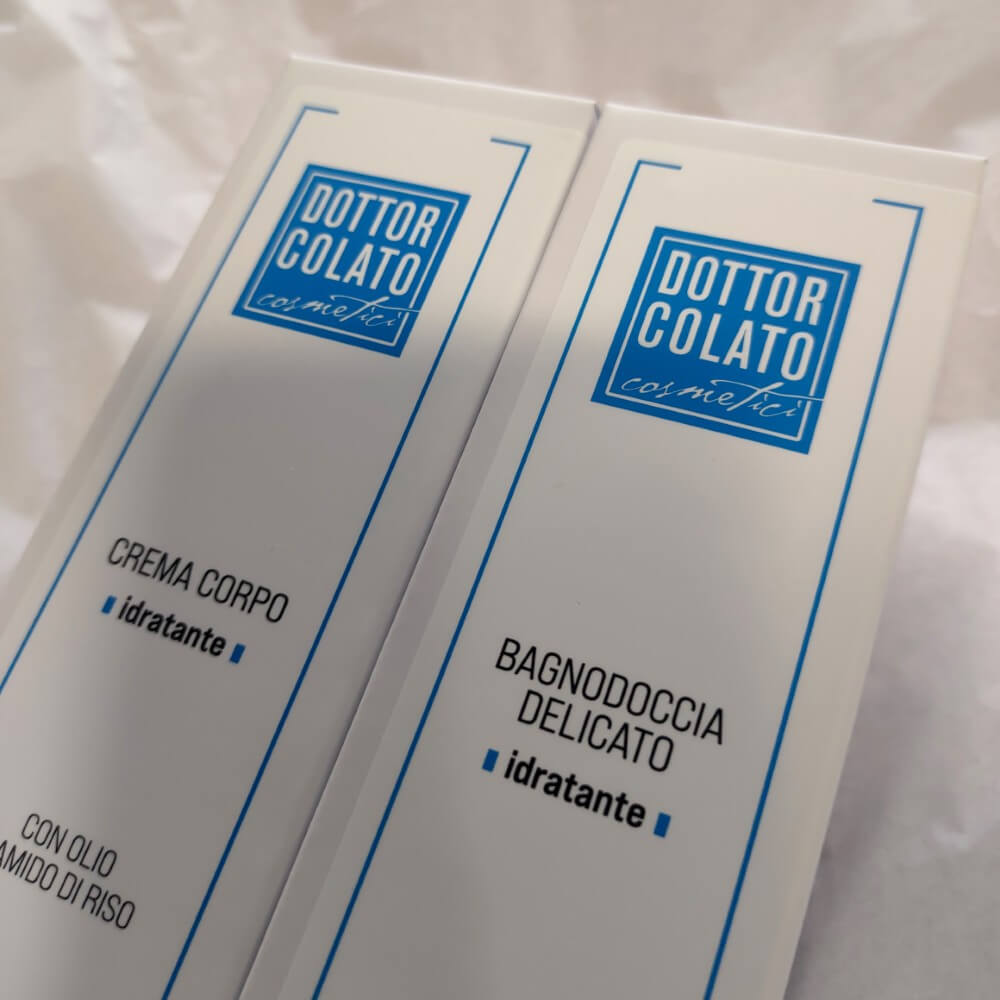 DOTTOR
COLATO
cosmetici
CREMA CORPO
idratante
CON OLIO
AMIDO DI RISO
DOTTOR
COLATO
cosmetici
BAGNODOCCIA
DELICATO
idratante